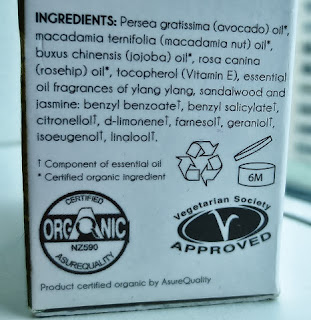 INGREDIENTS: Persea gratissima (avocado) oil*,
macadamia ternifolia (macadamia nut) oil*,
buxus chinensis (jojoba) oil*, rosa canina
(rosehip) oil*, tocopherol (Vitamin E), essential
oil fragrances of ylang ylang, sandalwood and
jasmine: benzyl benzoate†, benzyl salicylate†,
citronellol†, d-limonene†, farnesol†, geraniol†,
isoeugenol†, linalool†.
† Component of essential oil
* Certified organic ingredient
6M
CERTIFIED
ORGANIC
NZ590
ASUREQUALITY
Vegetarian Society
V
APPROVED
Product certified organic by AsureQuality